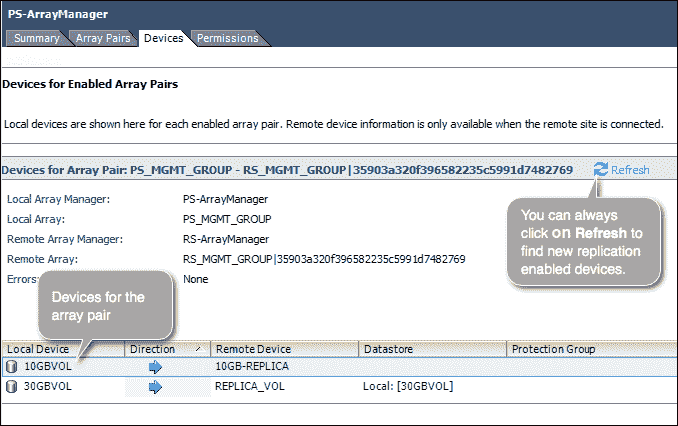 PS-ArrayManager
Summary Array Pairs Devices Permissions
Devices for Enabled Array Pairs
Local devices are shown here for each enabled array pair. Remote device information is only available when the remote site is connected.
Devices for Array Pair: PS_MGMT_GROUP - RS_MGMT_GROUP|35903a320f396582235c5991d7482769 Refresh
Local Array Manager: PS-ArrayManager
Local Array: PS_MGMT_GROUP
Remote Array Manager: RS-ArrayManager
Remote Array: RS_MGMT_GROUP|35903a320f396582235c5991d7482769
Errors: None
You can always
click on Refresh to
find new replication
enabled devices.
Devices for the
array pair
Local Device Direction Remote Device Datastore Protection Group
10GBVOL 10GB-REPLICA
30GBVOL REPLICA_VOL Local: [30GBVOL]